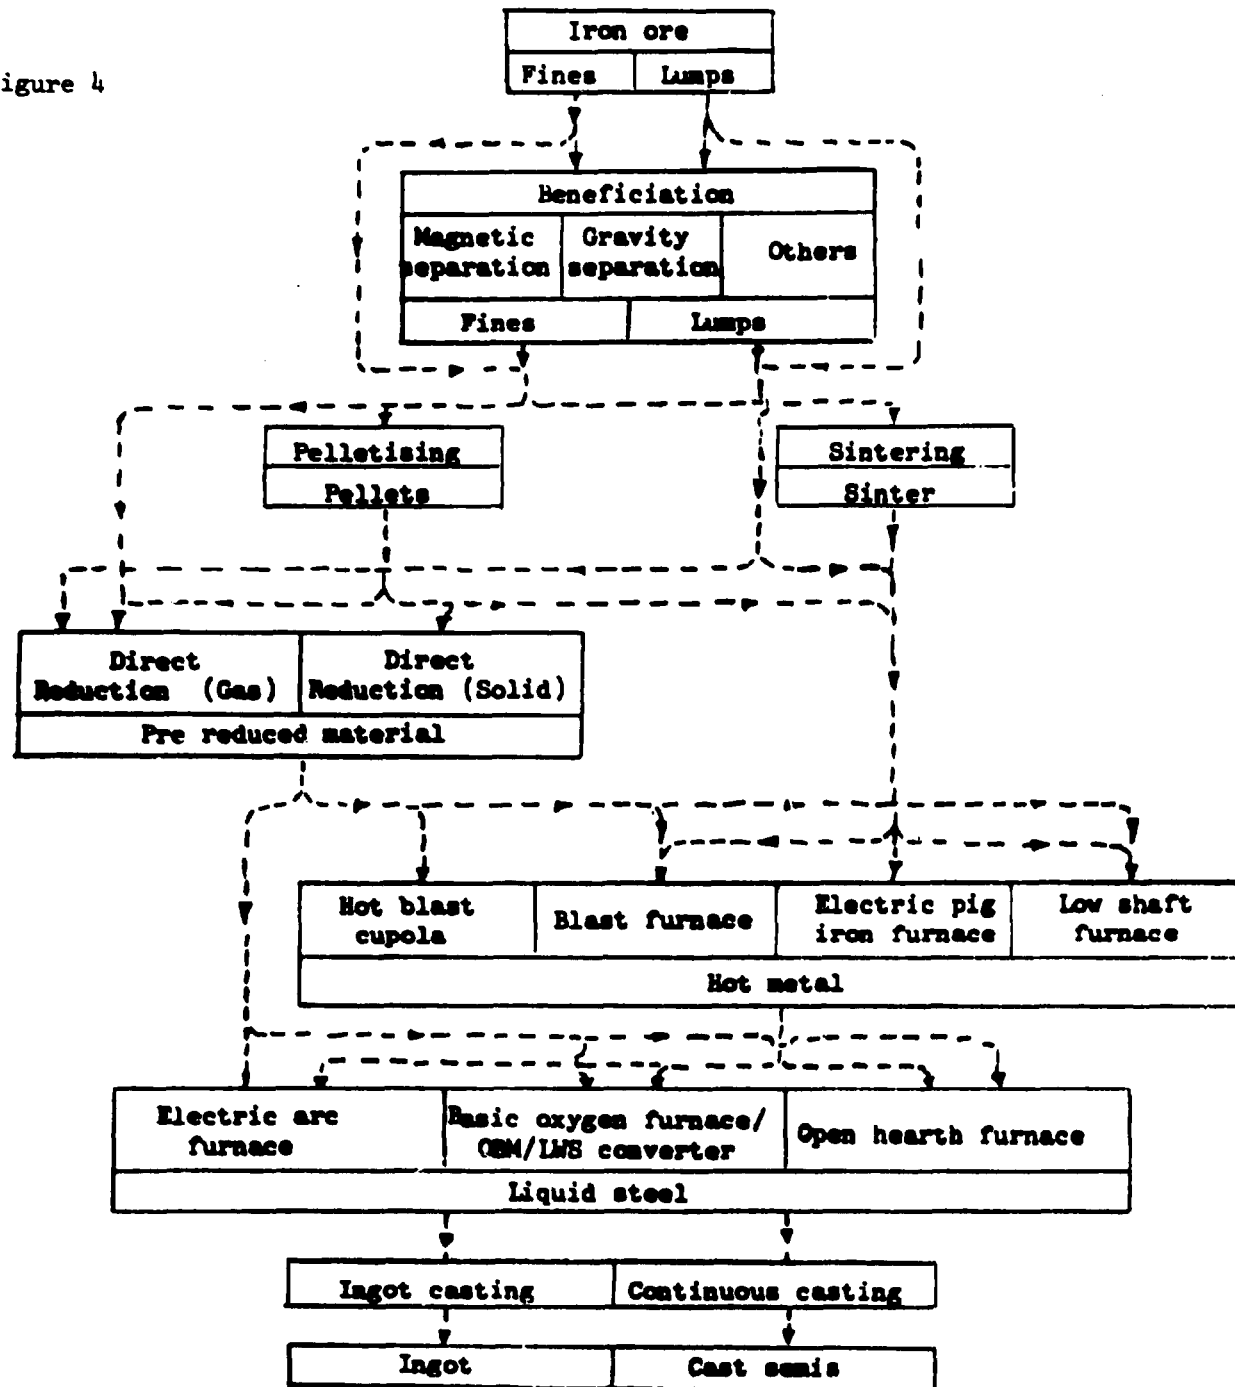 igure 4
Iron ore
Fines
Lumps
Beneficiation
Magnetic
separation
Gravity
separation
Others
Fines
Lumps
Pelletising
Pellets
Sintering
Sinter
Direct
Reduction (Gas)
Direct
Reduction (Solid)
Pre reduced material
Hot blast
cupola
Blast furnace
Electric pig
iron furnace
Low shaft
furnace
Hot metal
Electric arc
furnace
Basic oxygen furnace/
OBM/LWS converter
Open hearth furnace
Liquid steel
Ingot casting
Continuous casting
Ingot
Cast semis